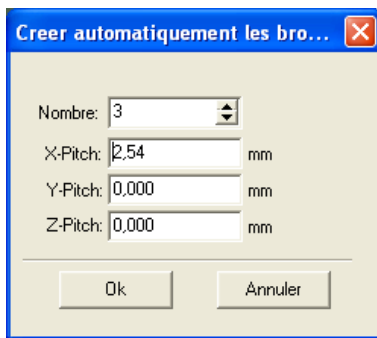 Creer automatiquement les bro...
Nombre: 3
X-Pitch: 2,54 mm
Y-Pitch: 0,000 mm
Z-Pitch: 0,000 mm
Ok Annuler